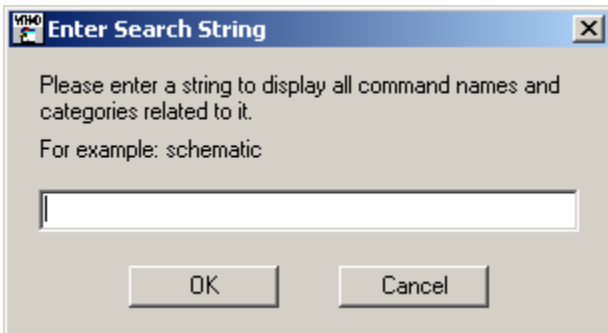 Enter Search String
Please enter a string to display all command names and
categories related to it.
For example: schematic
OK
Cancel